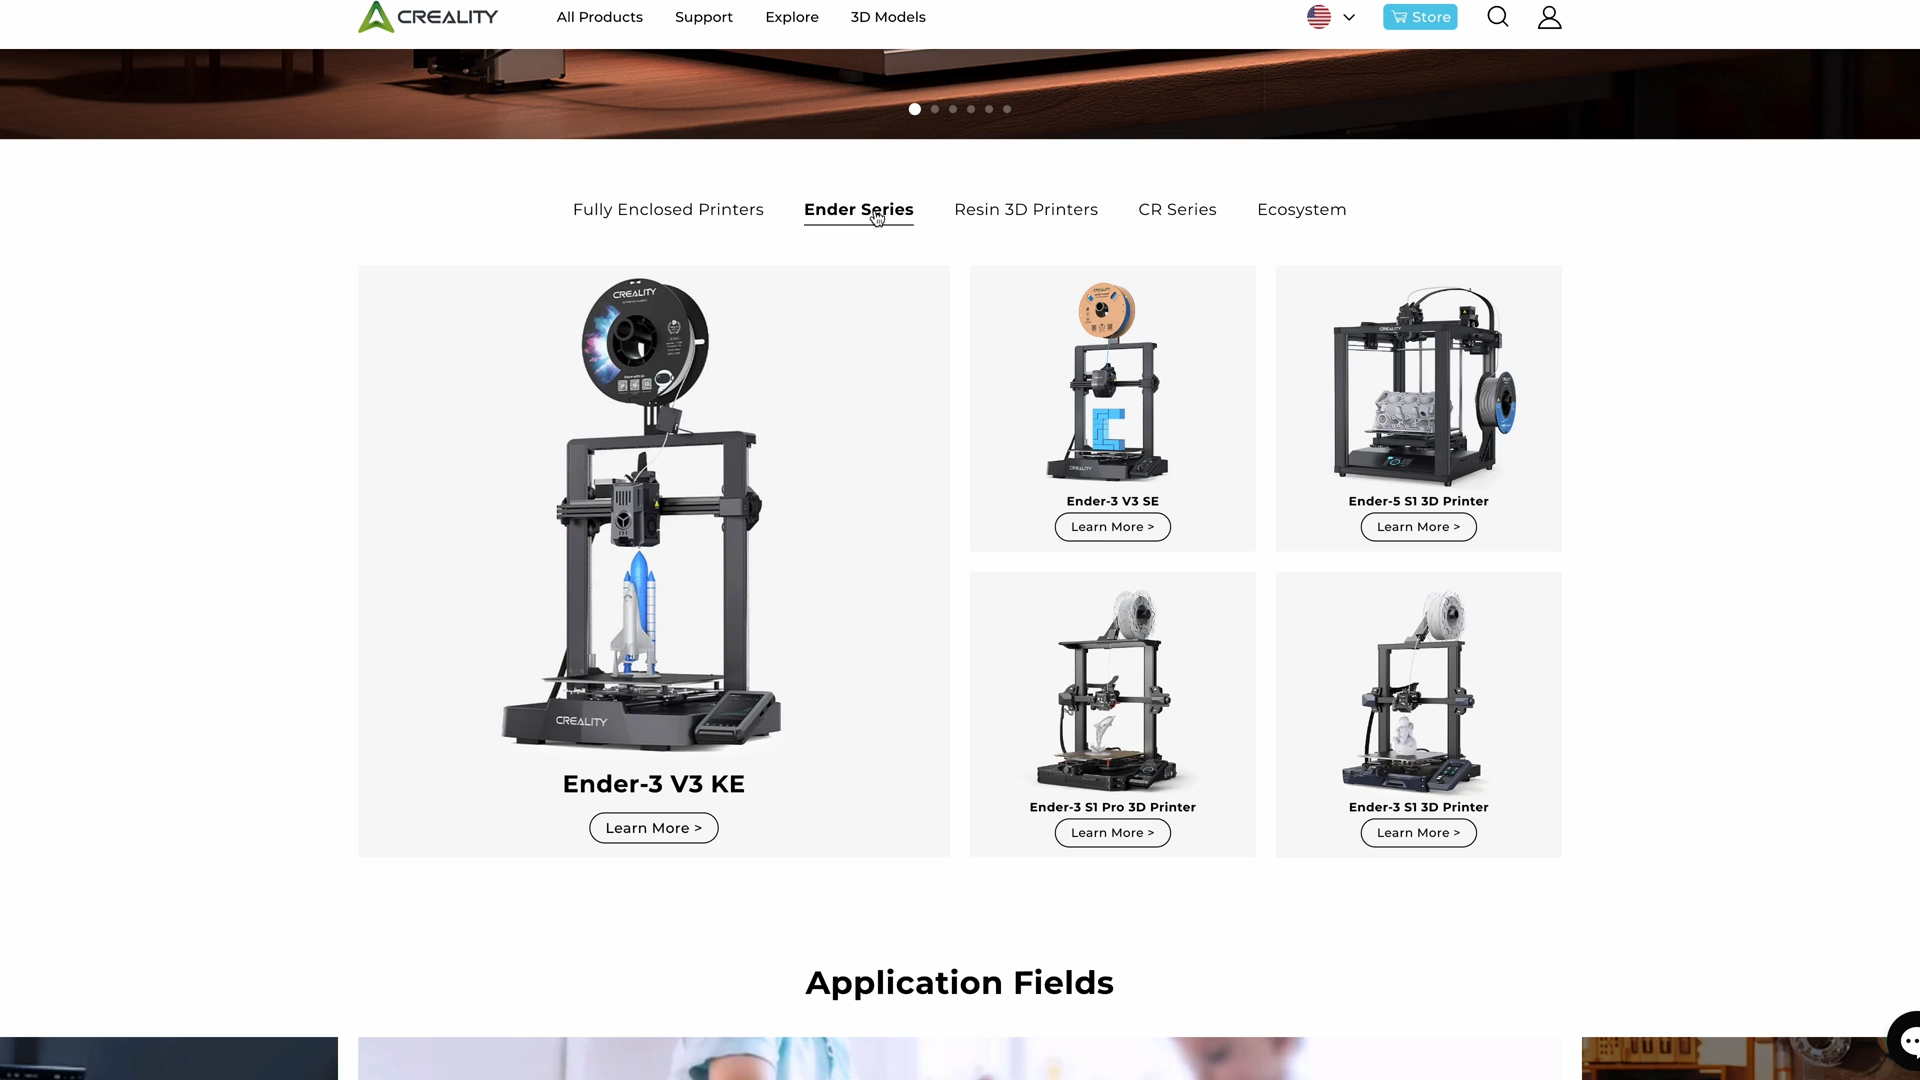 CREALITY
All Products
Support
Explore
3D Models
Store
Fully Enclosed Printers
Ender Series
Resin 3D Printers
CR Series
Ecosystem
CREALITY
CREALITY
Ender-3 V3 KE
Learn More >
CREALITY
CREALITY
Ender-3 V3 SE
Learn More >
CREALITY
Ender-5 S1 3D Printer
Learn More >
Ender-3 S1 Pro 3D Printer
Learn More >
Ender-3 S1 3D Printer
Learn More >
Application Fields